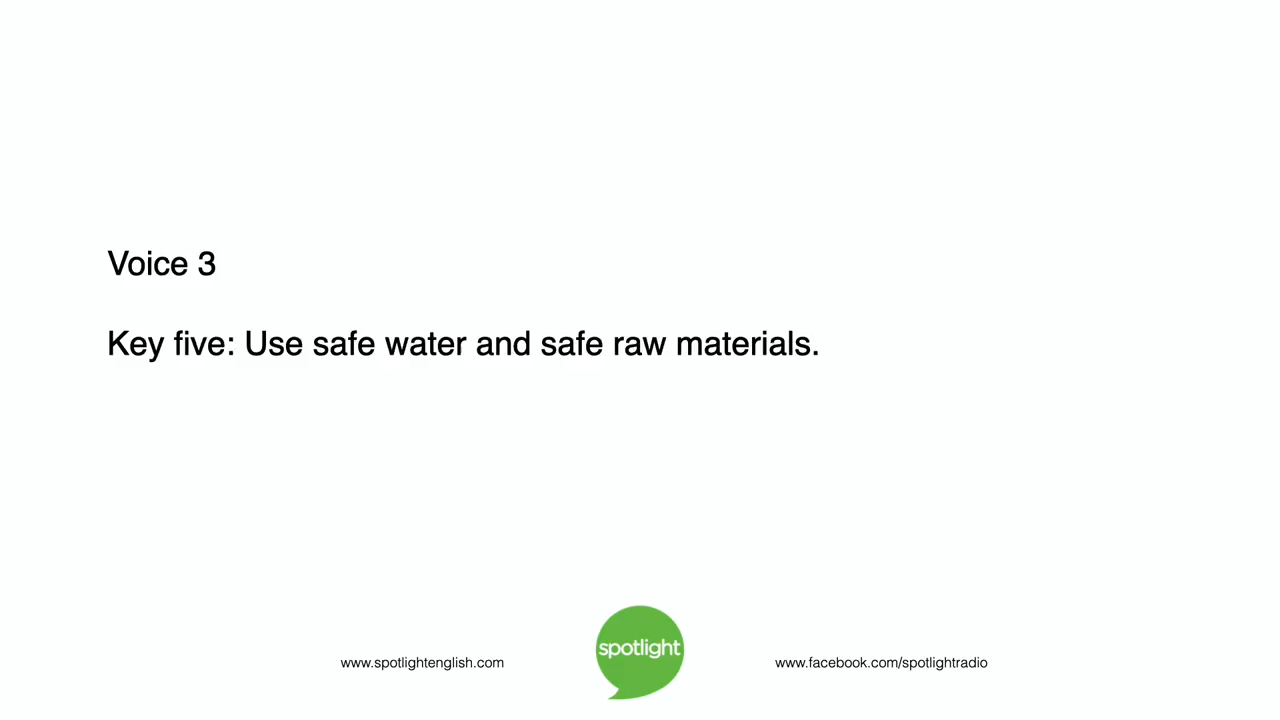 Voice 3
Key five: Use safe water and safe raw materials.
spotlight
www.spotlightenglish.com
www.facebook.com/spotlightradio